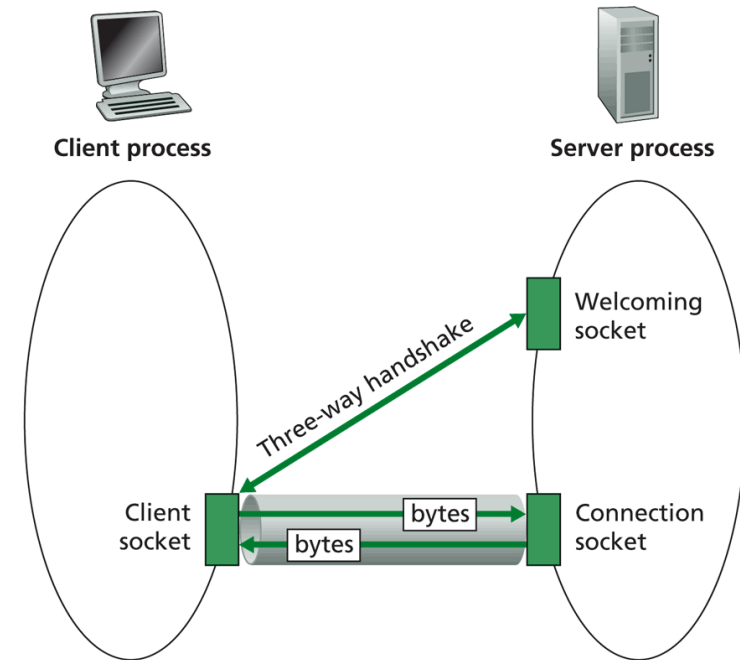 Client process
Server process
Welcoming
socket
Three-way handshake
Client
socket
bytes
bytes
Connection
socket